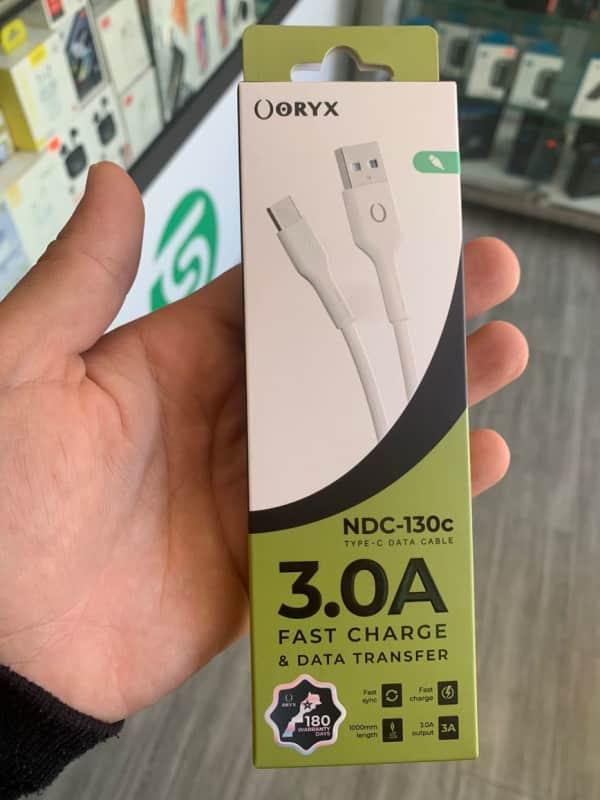 ORYX
NDC-130c
TYPE-C DATA CABLE
3.0A
FAST CHARGE
& DATA TRANSFER
ORYX
180
WARRANTY
DAYS
Fast
sync
Fast
charge
1000mm
length
3.0A
output
3A